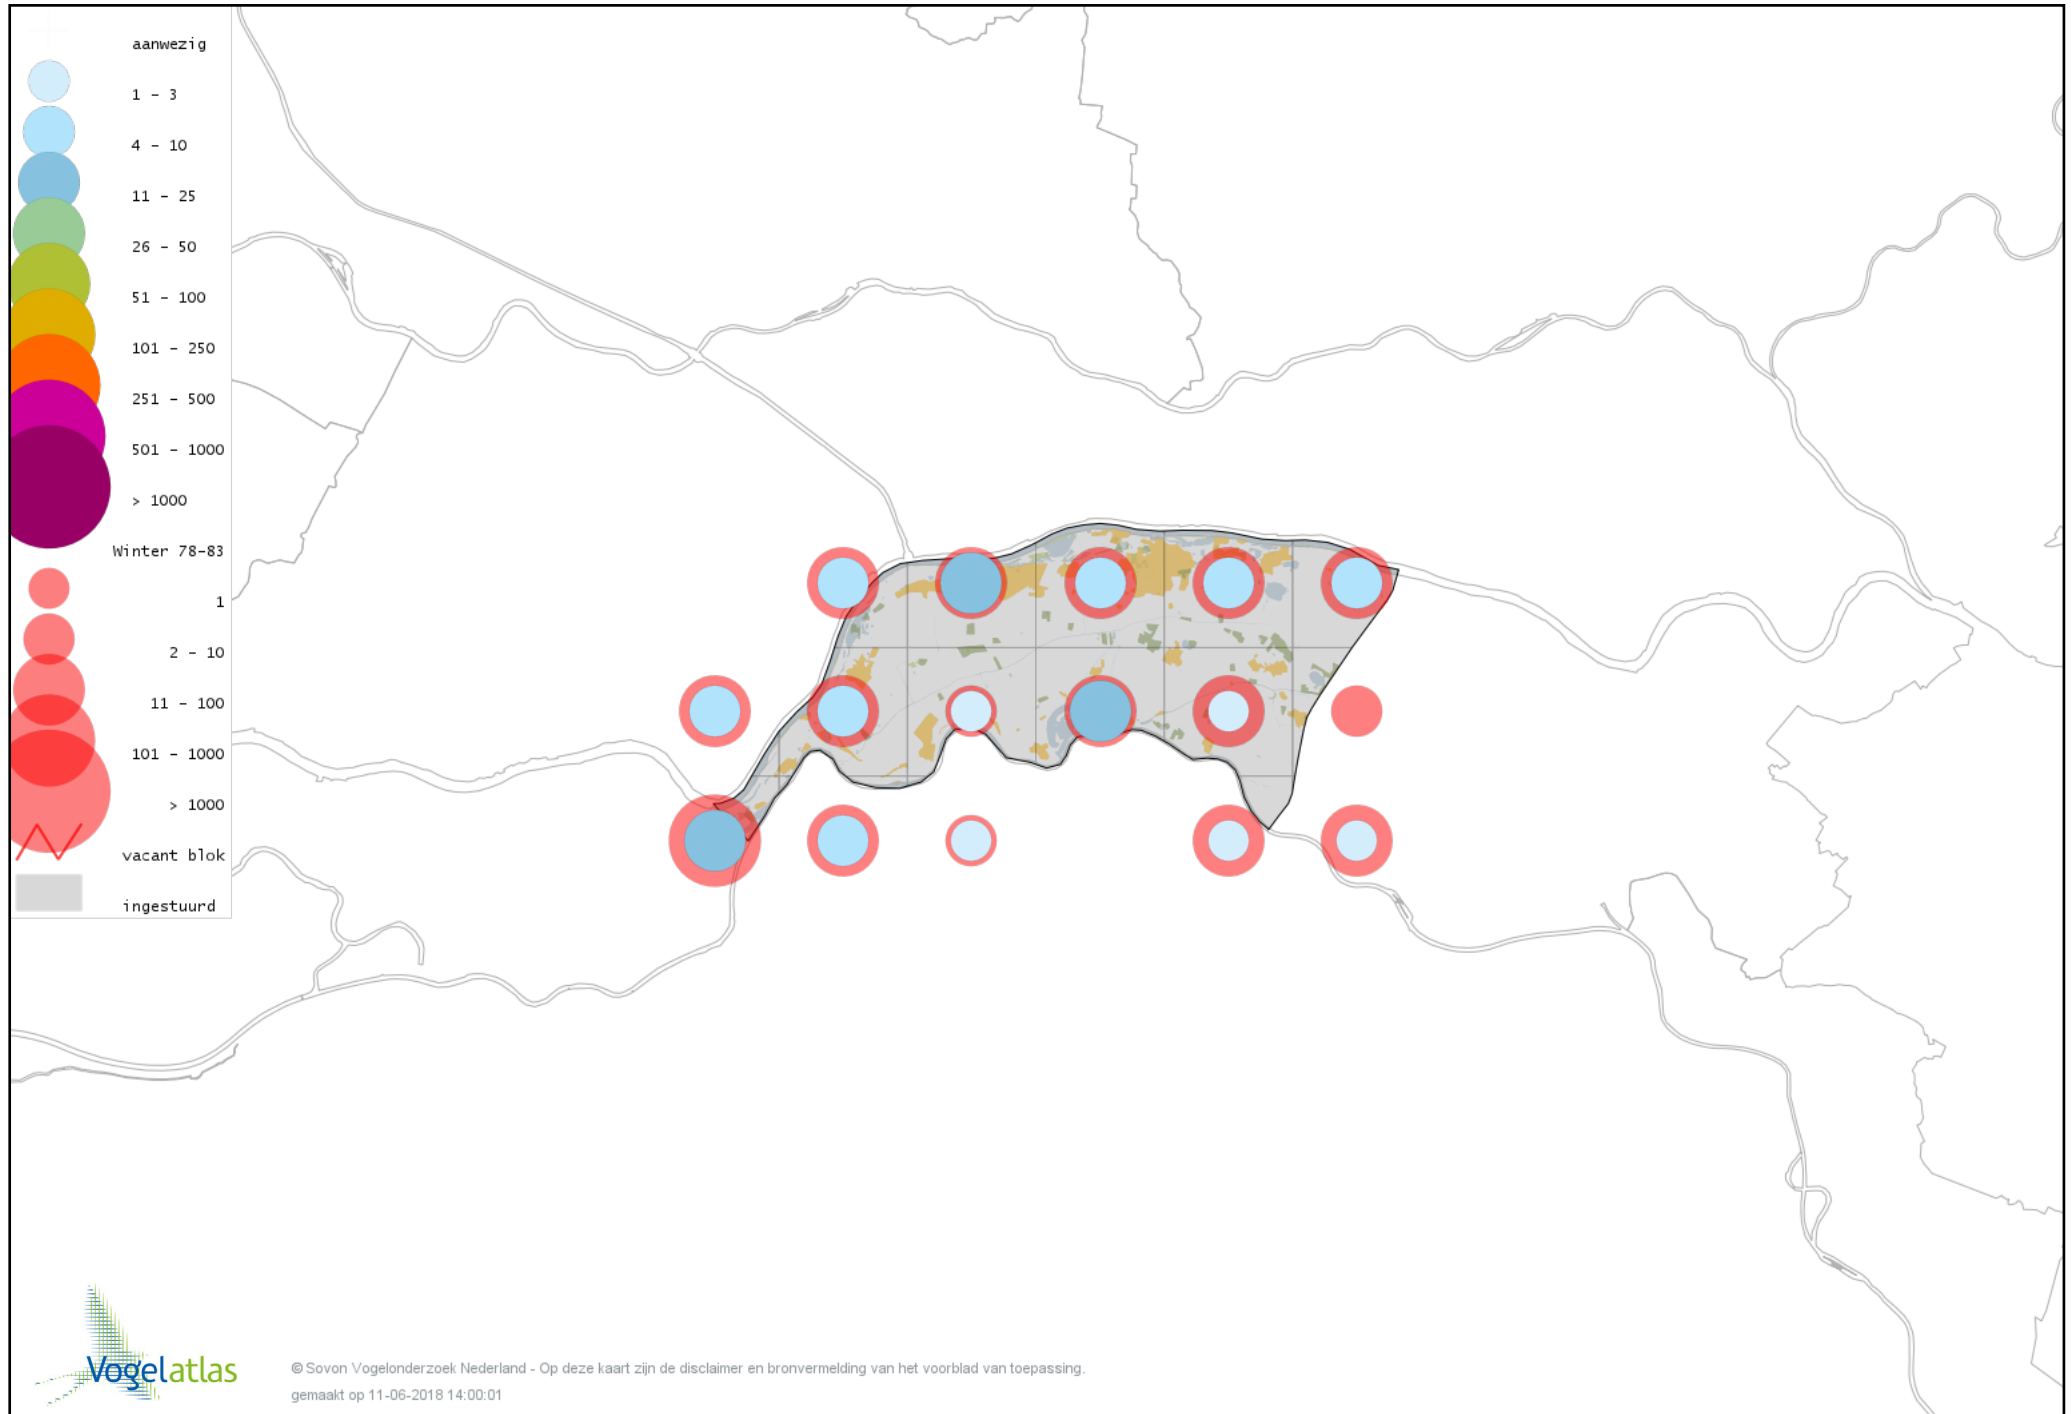 aanwezig
1 - 3
4 - 10
11 - 25
26 - 50
51 - 100
101 - 250
251 - 500
501 - 1000
> 1000
Winter 78-83
1
2 - 10
11 - 100
101 - 1000
> 1000
vacant blok
ingestuurd
Vogelatlas
© Sovon Vogelonderzoek Nederland - Op deze kaart zijn de disclaimer en bronvermelding van het voorblad van toepassing.
gemaakt op 11-06-2018 14:00:01